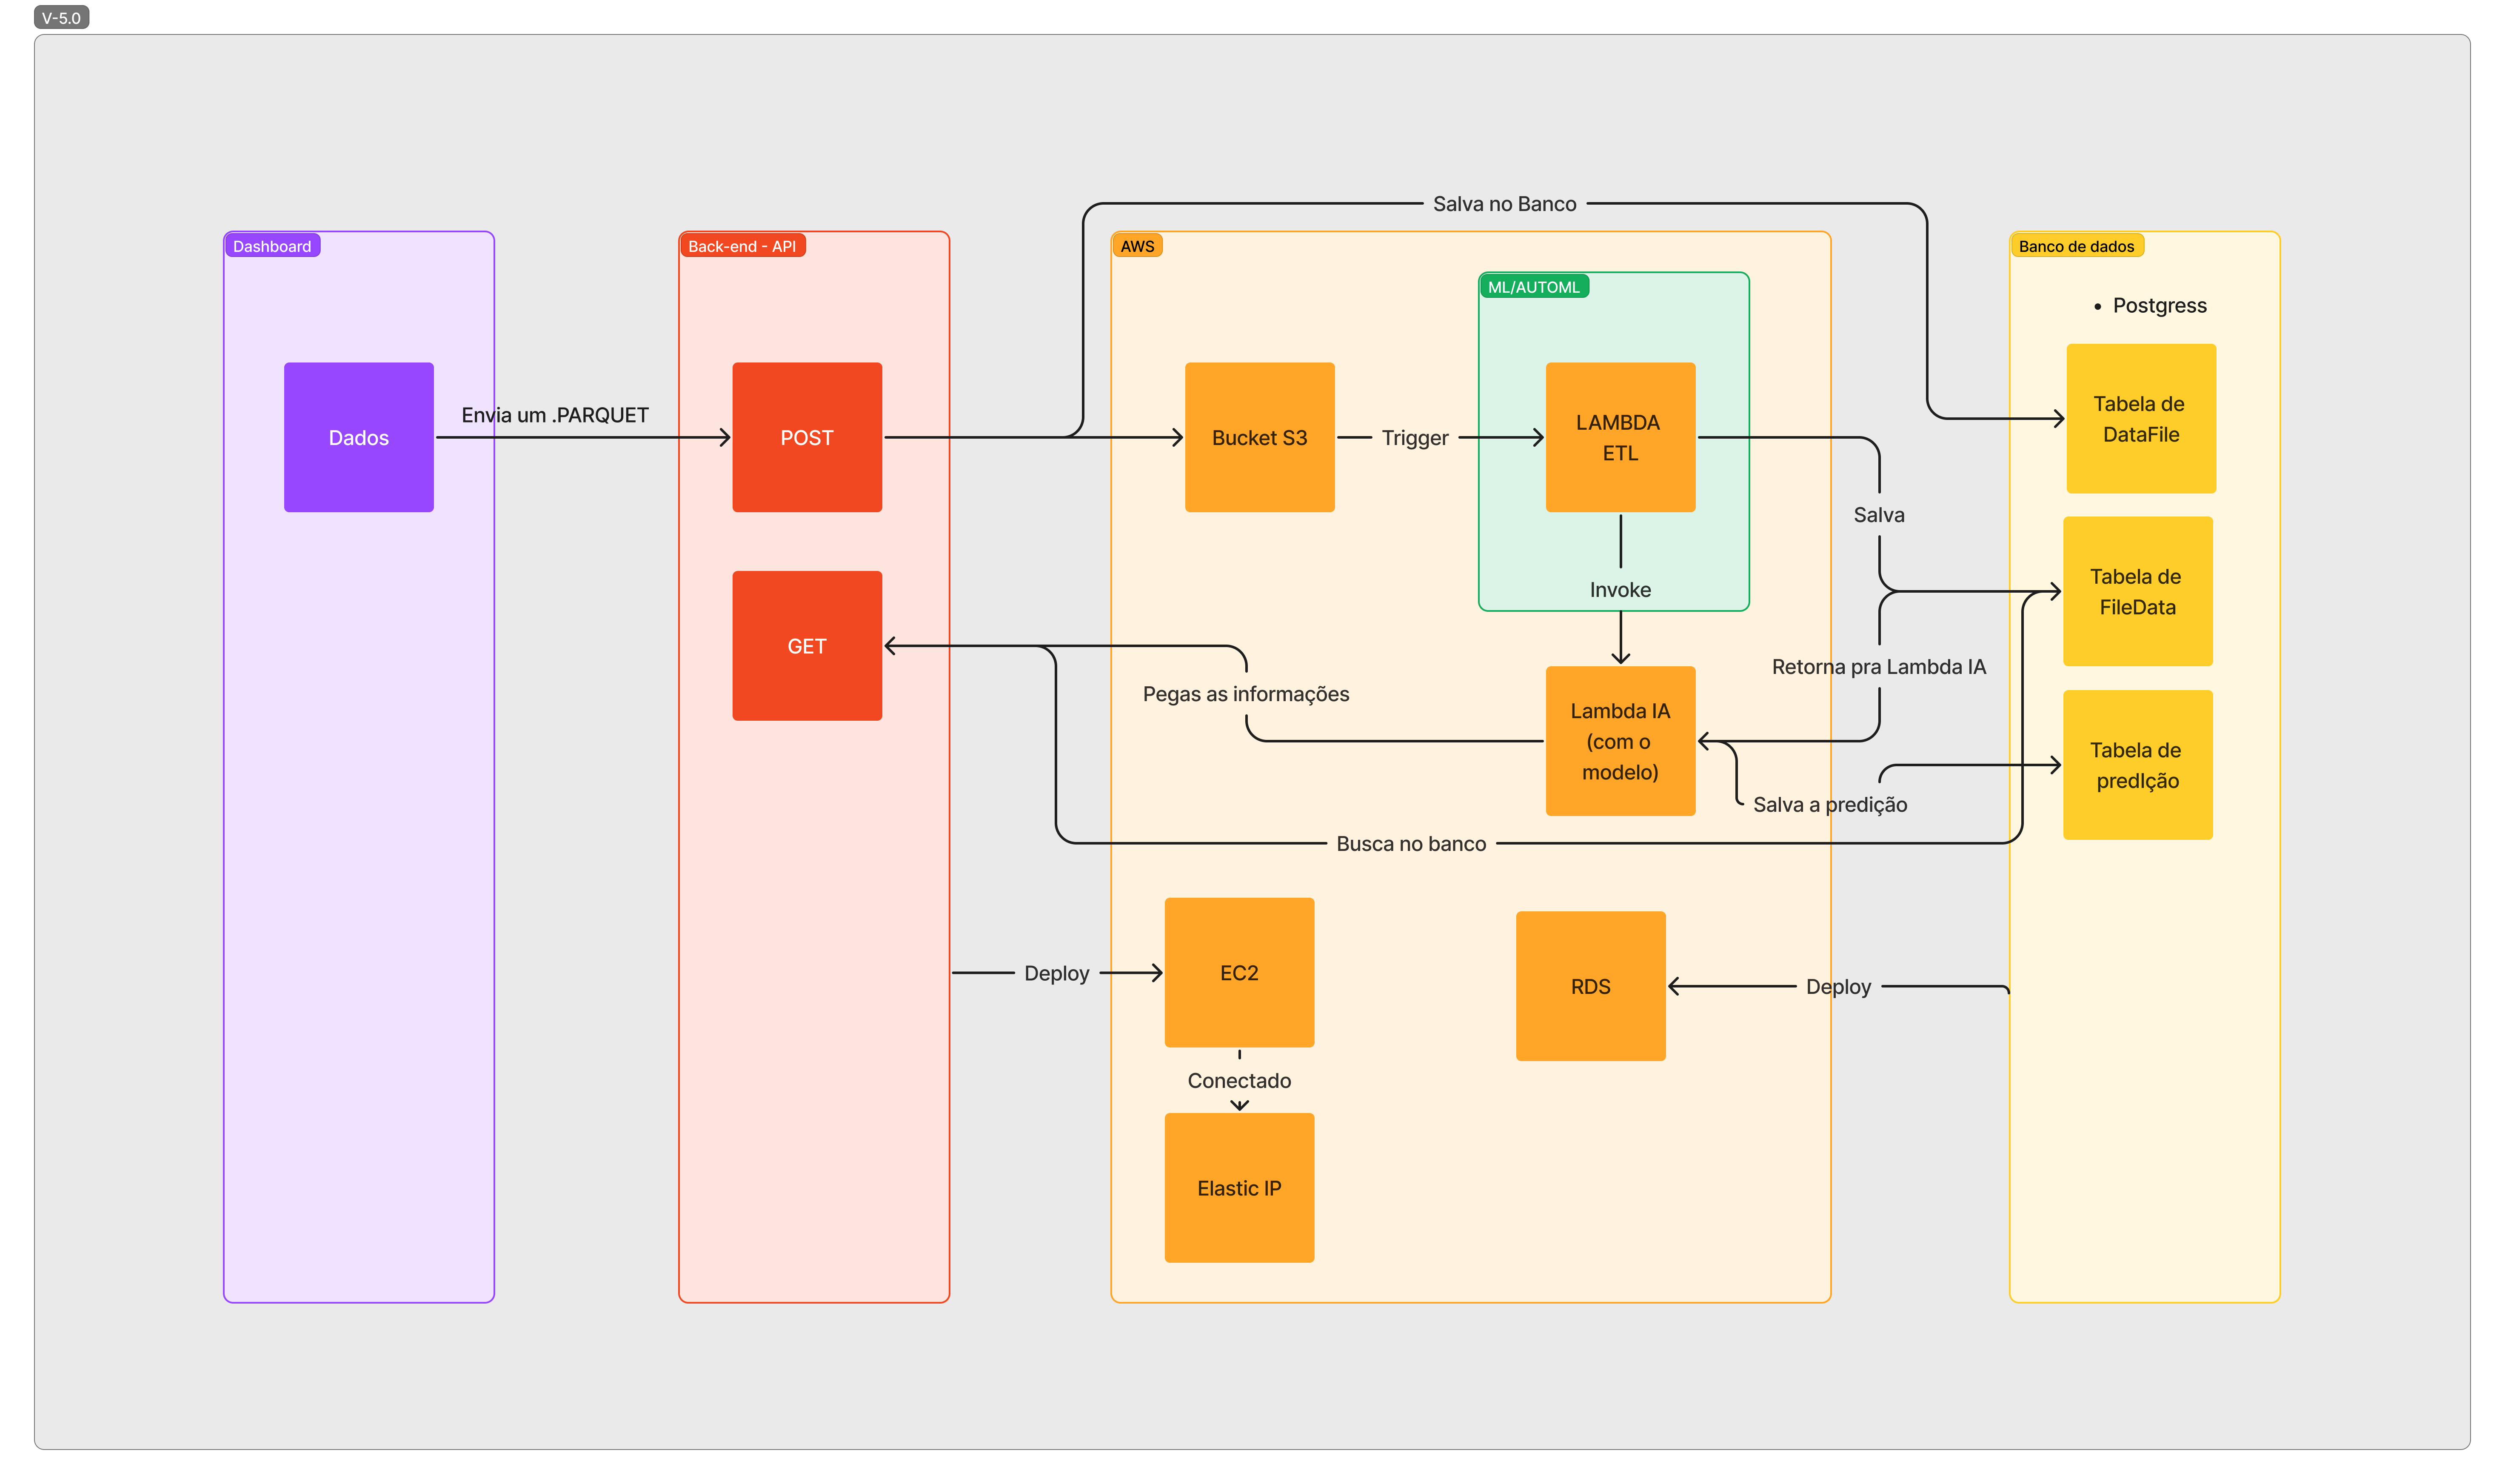 V-5.0
Salva no Banco
Dashboard
Back-end - API
AWS
Banco de dados
ML/AUTOML
• Postgress
Dados
Envia um .PARQUET
POST
Bucket S3
Trigger
LAMBDA
ETL
Tabela de
DataFile
Salva
Invoke
Tabela de
FileData
GET
Pegas as informações
Retorna pra Lambda IA
Lambda IA
(com o
modelo)
Tabela de
predIção
Salva a predição
Busca no banco
Deploy
EC2
RDS
Deploy
Conectado
Elastic IP